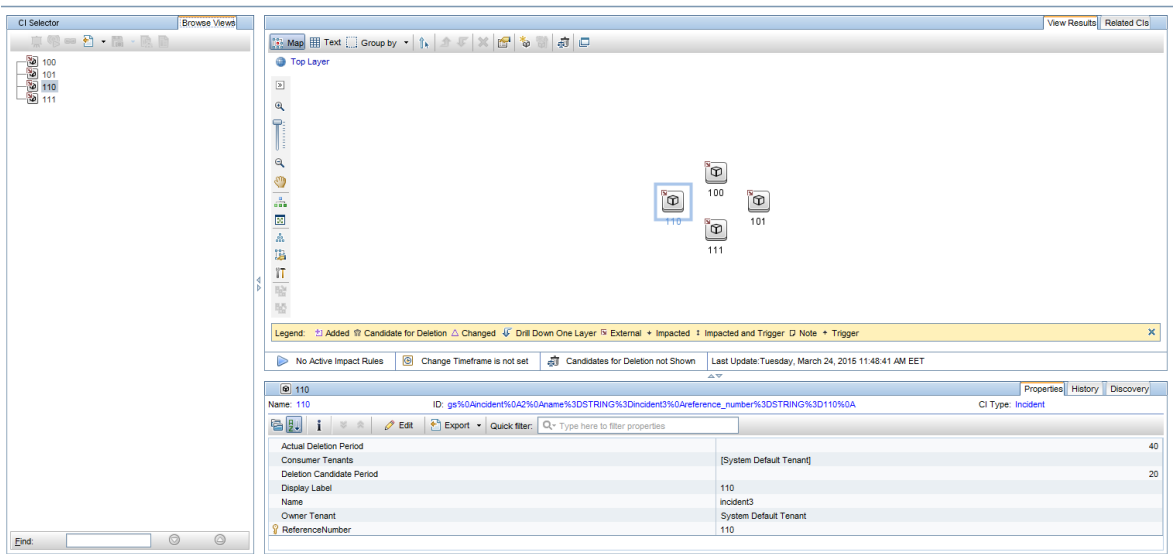 CI Selector
Browse Views
100
101
110
111
Find:
View Results
Related CIs
Map
Text
Group by
Top Layer
100
110
101
111
Legend: Added Candidate for Deletion Changed Drill Down One Layer External Impacted Impacted and Trigger Note Trigger
No Active Impact Rules
Change Timeframe is not set
Candidates for Deletion not Shown
Last Update:Tuesday, March 24, 2015 11:48:41 AM EET
110
Properties
History
Discovery
Name: 110
ID: gs%0Aincident%0A2%0Aname%3DSTRING%3Dincident3%0Areference_number%3DSTRING%3D110%0A
CI Type: Incident
Edit
Export
Quick filter:
Type here to filter properties
Actual Deletion Period 40
Consumer Tenants [System Default Tenant]
Deletion Candidate Period 20
Display Label 110
Name incident3
Owner Tenant System Default Tenant
ReferenceNumber 110